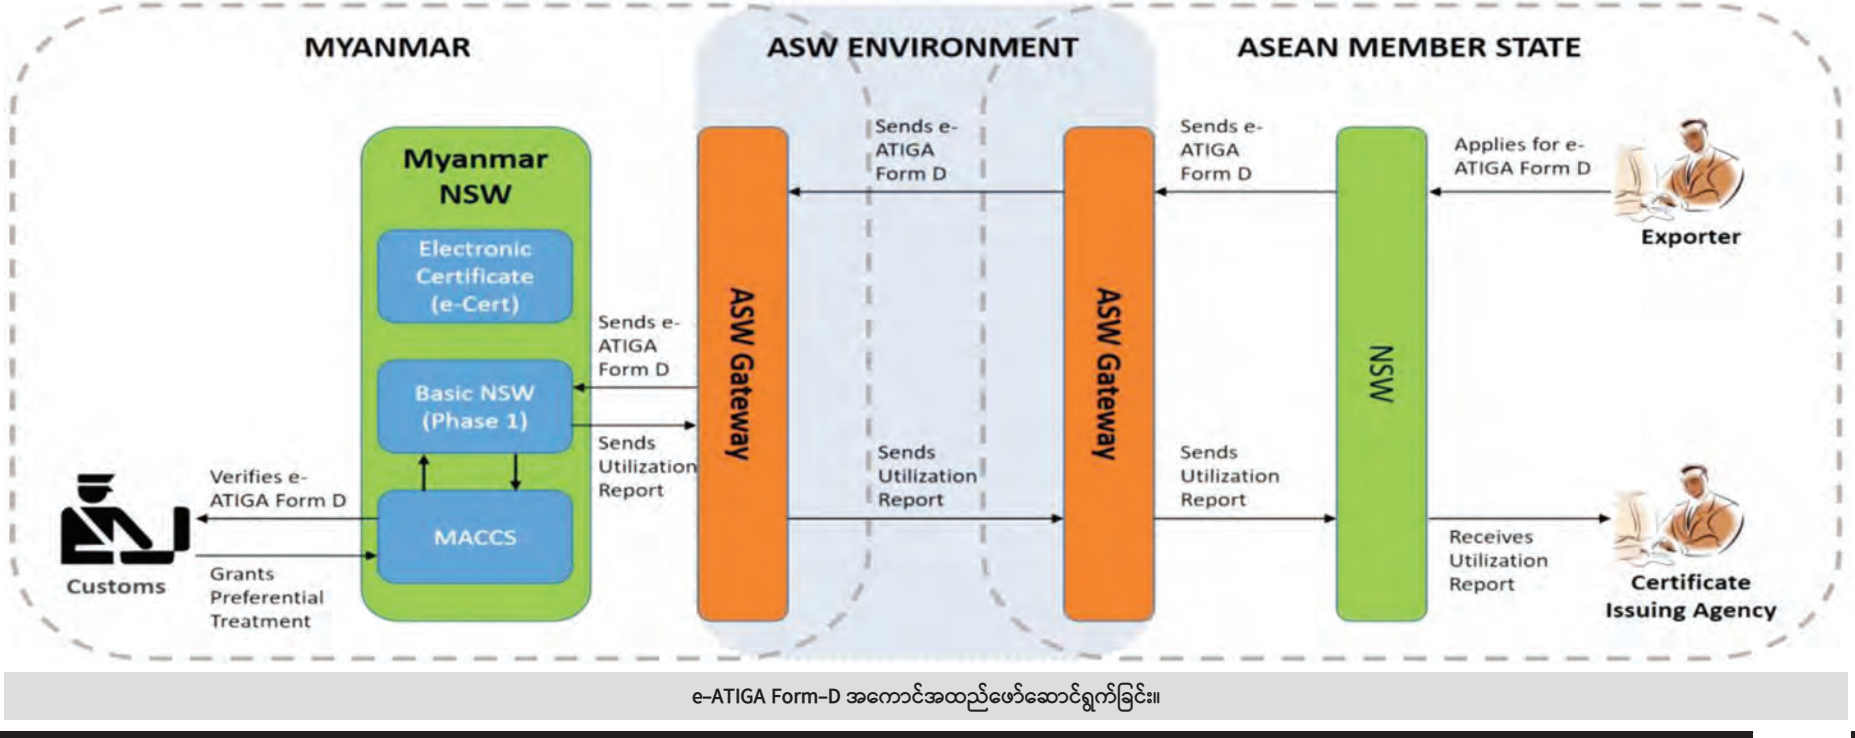 MYANMAR
ASW ENVIRONMENT
ASEAN MEMBER STATE
Myanmar
NSW
Electronic
Certificate
(e-Cert)
Basic NSW
(Phase 1)
MACCS
Customs
Verifies e-
ATIGA Form D
Grants
Preferential
Treatment
Sends e-
ATIGA
Form D
Sends
Utilization
Report
ASW Gateway
Sends e-
ATIGA
Form D
Sends
Utilization
Report
ASW Gateway
Sends e-
ATIGA
Form D
Sends
Utilization
Report
NSW
Applies for e-
ATIGA Form D
Exporter
Receives
Utilization
Report
Certificate
Issuing Agency
e-ATIGA Form-D အကောင်အထည်ဖော်ဆောင်ရွက်ခြင်း။